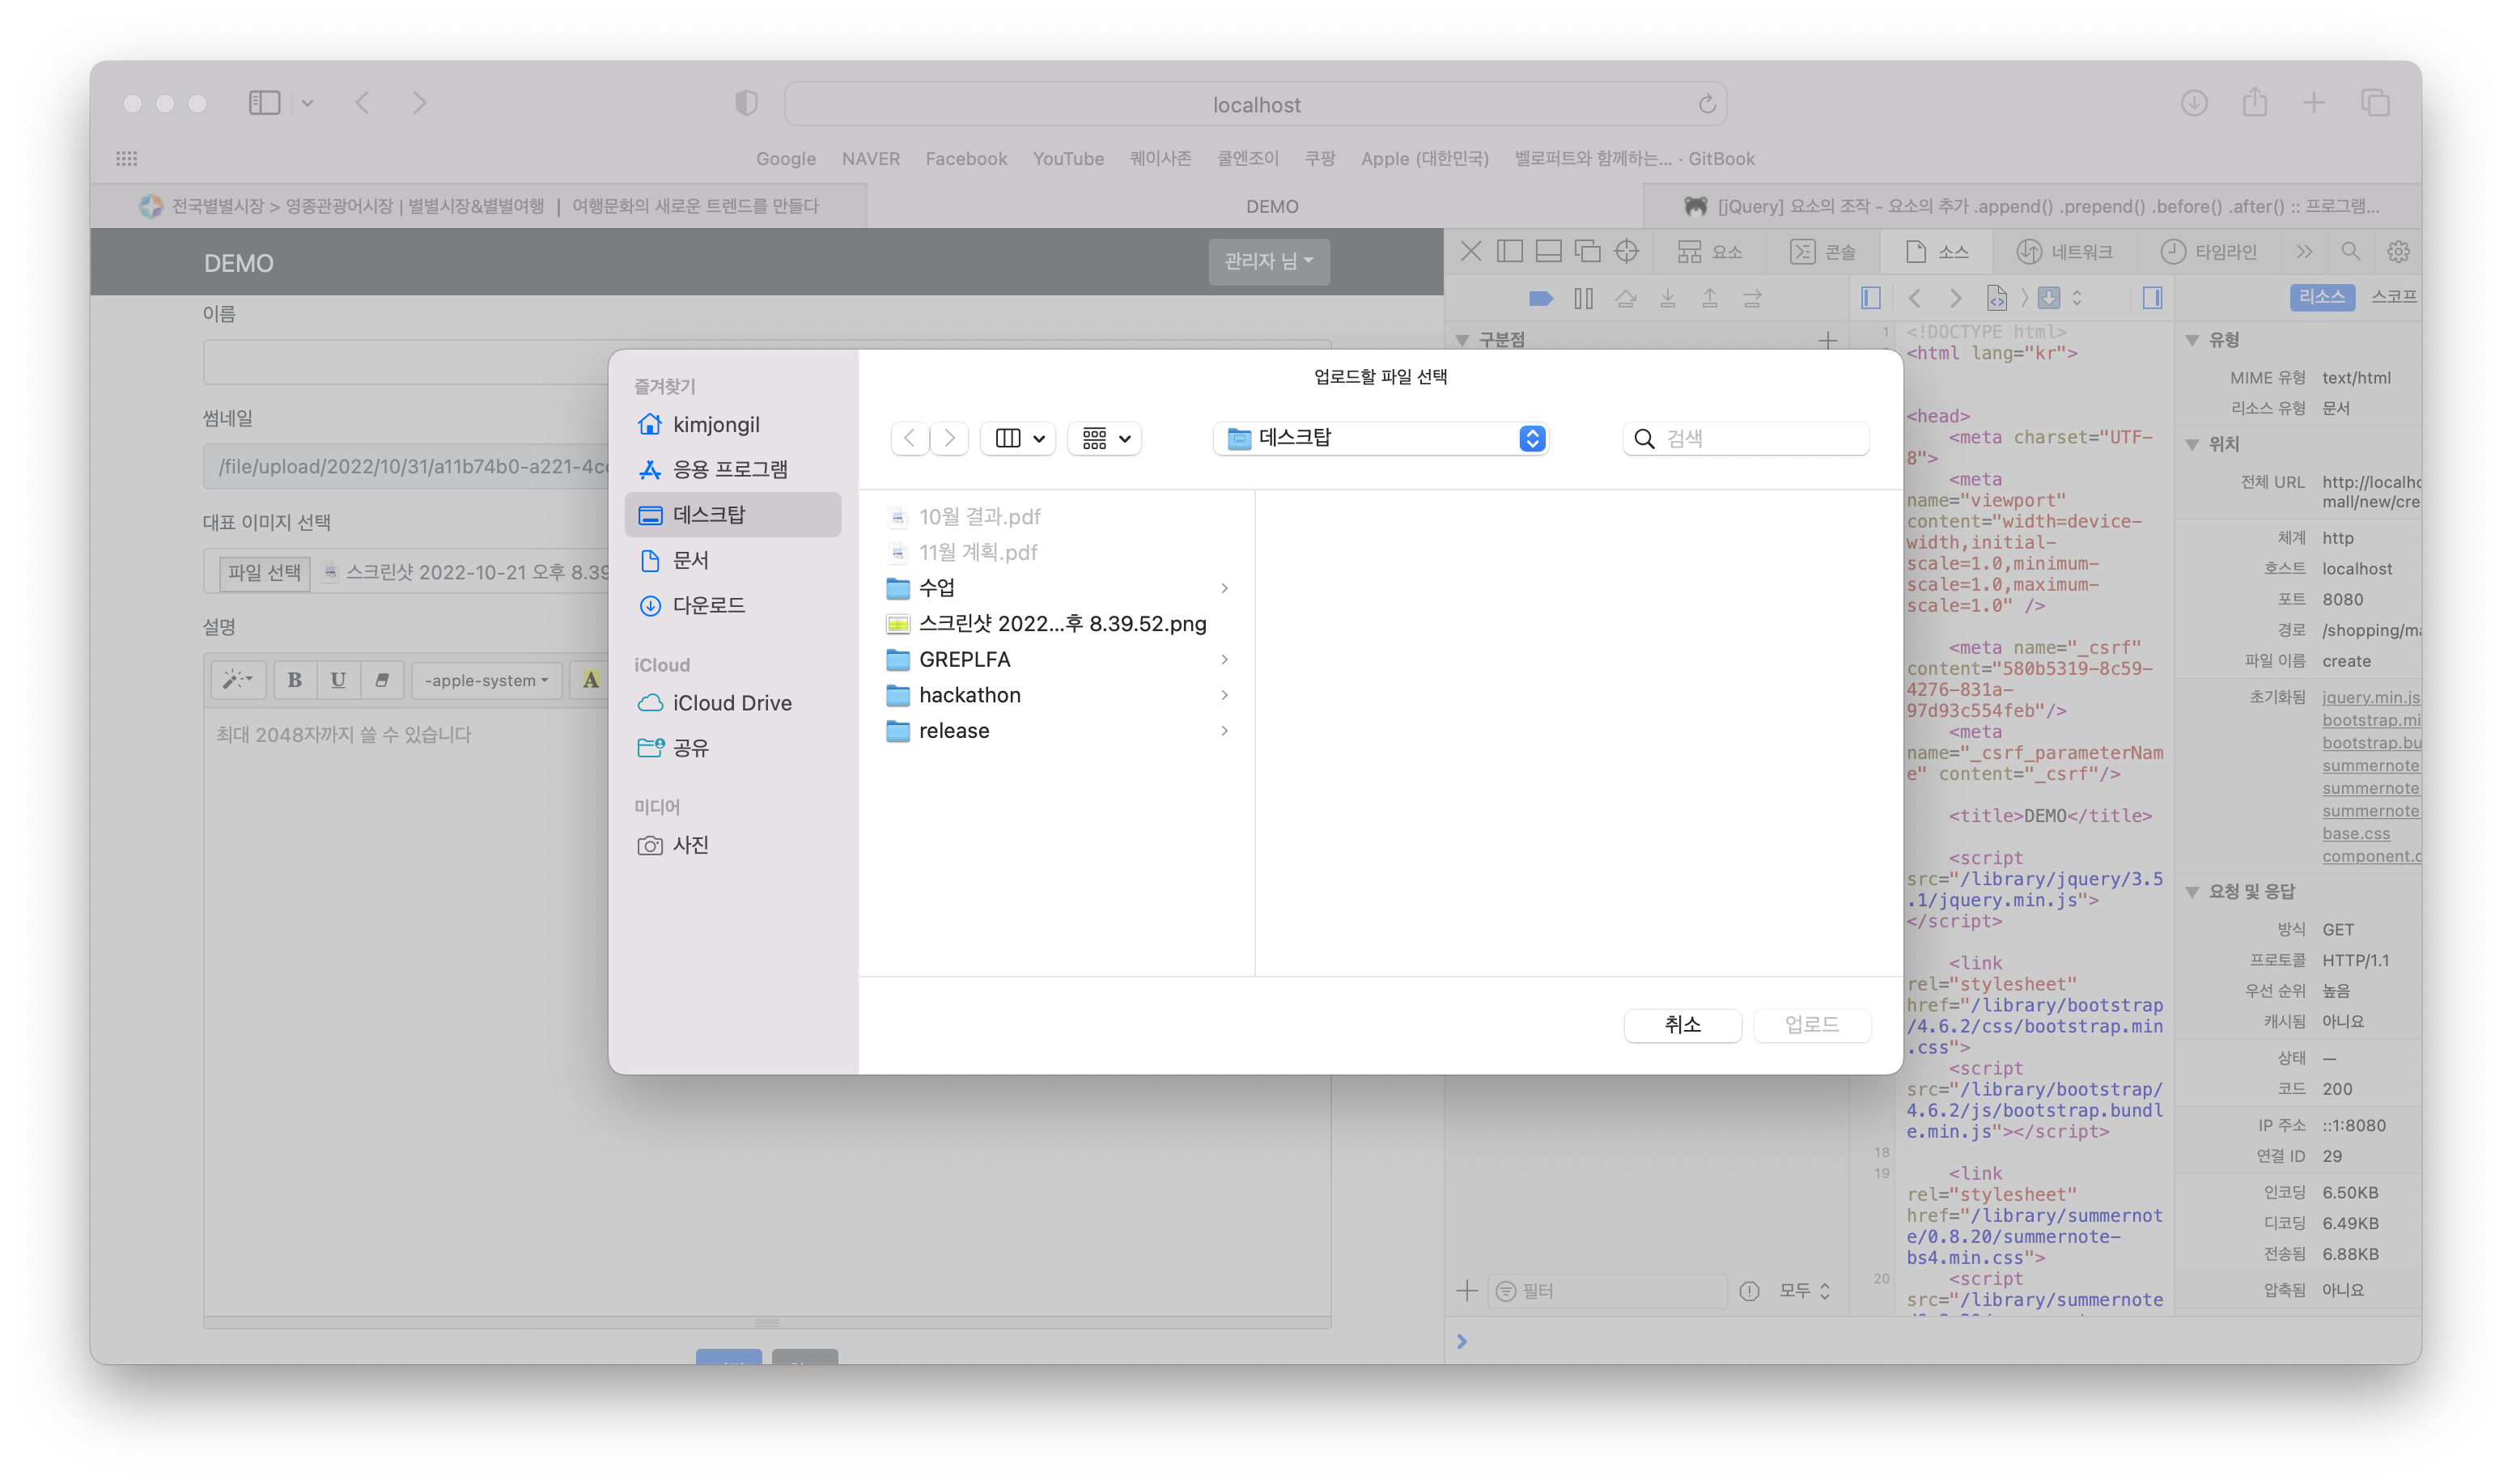 localhost
Google NAVER Facebook YouTube 퀘이사존 쿨엔조이 쿠팡 Apple (대한민국) 벨로퍼트와 함께하는... · GitBook
전국별별시장 > 영종관광어시장 | 별별시장&별별여행 | 여행문화의 새로운 트렌드를 만들다
DEMO
[jQuery] 요소의 조작 - 요소의 추가 .append() .prepend() .before() .after() :: 프로그램...
DEMO
관리자 님
이름
썸네일
/file/upload/2022/10/31/a11b74b0-a221-4c
대표 이미지 선택
파일 선택 스크린샷 2022-10-21 오후 8.39
설명
B U -apple-system A
최대 2048자까지 쓸 수 있습니다
업로드할 파일 선택
즐겨찾기
kimjongil
응용 프로그램
데스크탑
문서
다운로드
iCloud
iCloud Drive
공유
미디어
사진
데스크탑
검색
10월 결과.pdf
11월 계획.pdf
수업
스크린샷 2022...후 8.39.52.png
GREPLFA
hackathon
release
취소
업로드
요소 콘솔 소스 네트워크 타임라인
리소스 스코프
구분점
필터
모두
1
<!DOCTYPE html>
<html lang="kr">
<head>
<meta charset="UTF-
8">
<meta
name="viewport"
content="width=device-
width,initial-
scale=1.0,minimum-
scale=1.0,maximum-
scale=1.0" />
<meta name="_csrf"
content="580b5319-8c59-
4276-831a-
97d93c554feb"/>
<meta
name="_csrf_parameterNam
e" content="_csrf"/>
<title>DEMO</title>
<script
src="/library/jquery/3.5
.1/jquery.min.js">
</script>
<link
rel="stylesheet"
href="/library/bootstrap
/4.6.2/css/bootstrap.min
.css">
<script
src="/library/bootstrap/
4.6.2/js/bootstrap.bundl
e.min.js"></script>
18
19
<link
rel="stylesheet"
href="/library/summernot
e/0.8.20/summernote-
bs4.min.css">
20
<script
src="/library/summernote
유형
MIME 유형 text/html
리소스 유형 문서
위치
전체 URL http://localho
mall/new/cre
체계 http
호스트 localhost
포트 8080
경로 /shopping/ma
파일 이름 create
초기화됨 jquery.min.js
bootstrap.mi
bootstrap.bu
summernote
summernote
summernote
base.css
component.c
요청 및 응답
방식 GET
프로토콜 HTTP/1.1
우선 순위 높음
캐시됨 아니요
상태 —
코드 200
IP 주소 ::1:8080
연결 ID 29
인코딩 6.50KB
디코딩 6.49KB
전송됨 6.88KB
압축됨 아니요